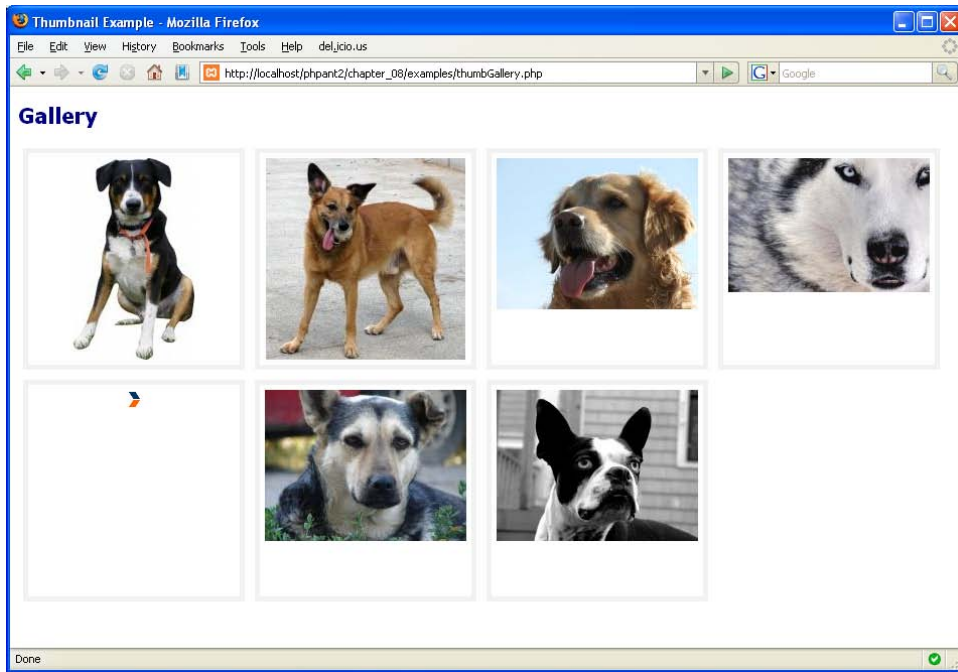 Thumbnail Example - Mozilla Firefox
File Edit View History Bookmarks Tools Help del.icio.us
http://localhost/phpant2/chapter_08/examples/thumbGallery.php
G Google
Gallery
Done